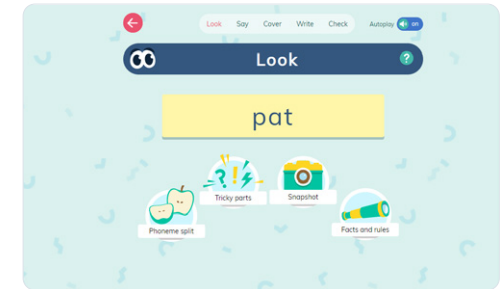 Look Say Cover Write Check Autoplay on
Look ?
pat
Tricky parts Snapshot
Phoneme split Facts and rules